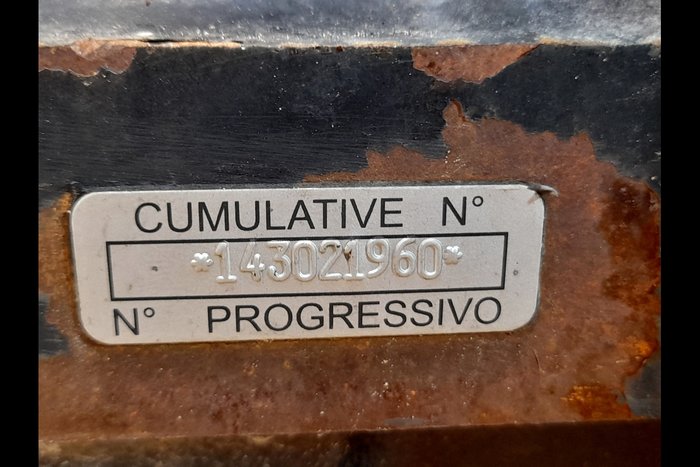 CUMULATIVE N°
*143021960*
N° PROGRESSIVO